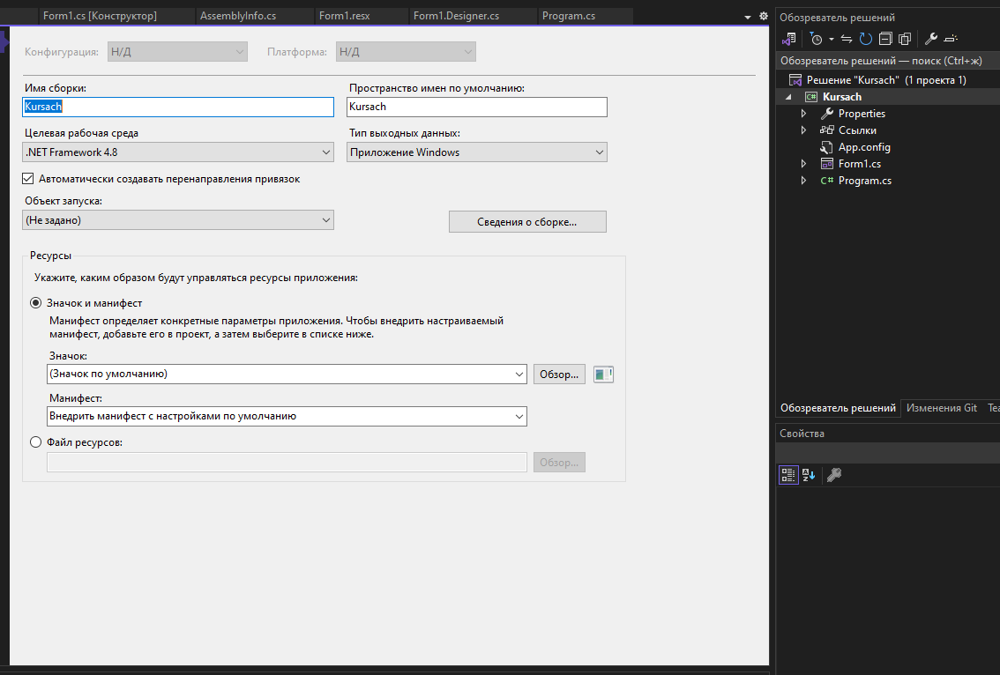 Form1.cs [Конструктор]
AssemblyInfo.cs
Form1.resx
Form1.Designer.cs
Program.cs
Конфигурация:
Н/Д
Платформа:
Н/Д
Имя сборки:
Пространство имен по умолчанию:
Kursach
Kursach
Целевая рабочая среда
Тип выходных данных:
.NET Framework 4.8
Приложение Windows
Автоматически создавать перенаправления привязок
Объект запуска:
(Не задано)
Сведения о сборке...
Ресурсы
Укажите, каким образом будут управляться ресурсы приложения:
Значок и манифест
Манифест определяет конкретные параметры приложения. Чтобы внедрить настраиваемый
манифест, добавьте его в проект, а затем выберите в списке ниже.
Значок:
(Значок по умолчанию)
Обзор...
Манифест:
Внедрить манифест с настройками по умолчанию
Файл ресурсов:
Обзор...
Обозреватель решений
Обозреватель решений — поиск (Ctrl+ж)
Решение "Kursach" (1 проекта 1)
C# Kursach
Properties
Ссылки
App.config
Form1.cs
C# Program.cs
Обозреватель решений
Изменения Git
Теа
Свойства